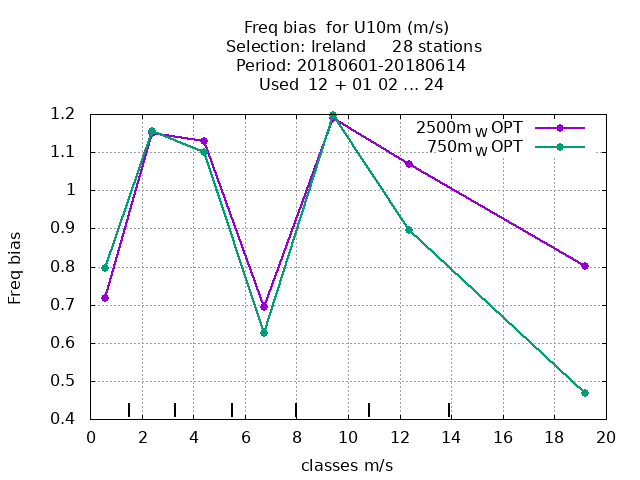 Freq bias  for U10m (m/s)
Selection: Ireland     28 stations
Period: 20180601-20180614
Used  12 + 01 02 ... 24
2500m_W OPT
750m_W OPT
1.2
1.1
1
0.9
0.8
0.7
0.6
0.5
0.4
Freq bias
0 2 4 6 8 10 12 14 16 18 20
classes m/s